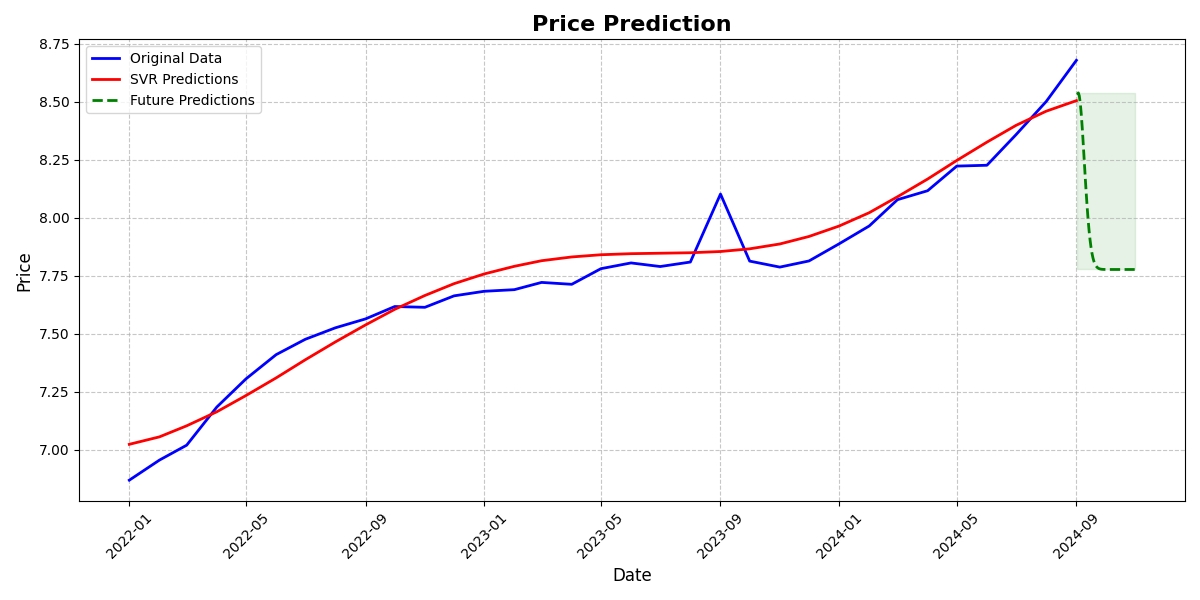 Price Prediction
Original Data
SVR Predictions
Future Predictions
8.75
8.50
8.25
8.00
7.75
7.50
7.25
7.00
Price
2022-01
2022-05
2022-09
2023-01
2023-05
2023-09
2024-01
2024-05
2024-09
Date